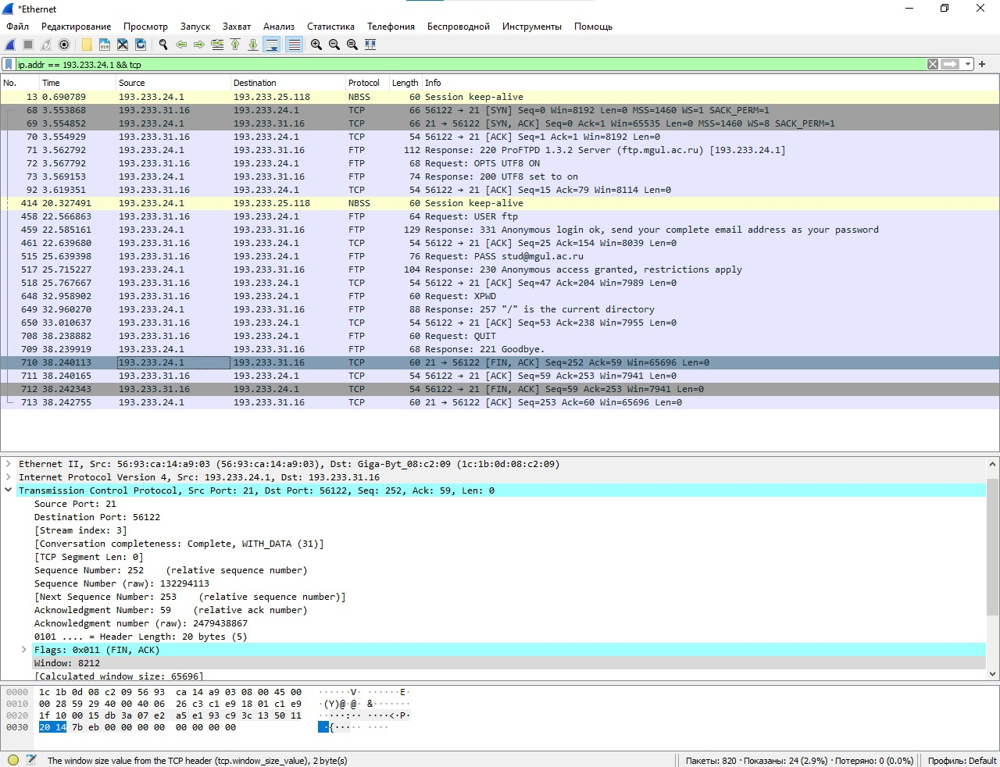 *Ethernet
Файл Редактирование Просмотр Запуск Захват Анализ Статистика Телефония Беспроводной Инструменты Помощь
ip.addr == 193.233.24.1 && tcp
No. Time Source Destination Protocol Length Info
13 0.690789 193.233.24.1 193.233.25.118 NBSS 60 Session keep-alive
68 3.553868 193.233.31.16 193.233.24.1 TCP 66 56122 → 21 [SYN] Seq=0 Win=8192 Len=0 MSS=1460 WS=1 SACK_PERM=1
69 3.554852 193.233.24.1 193.233.31.16 TCP 66 21 → 56122 [SYN, ACK] Seq=0 Ack=1 Win=65535 Len=0 MSS=1460 WS=8 SACK_PERM=1
70 3.554929 193.233.31.16 193.233.24.1 TCP 54 56122 → 21 [ACK] Seq=1 Ack=1 Win=8192 Len=0
71 3.562792 193.233.24.1 193.233.31.16 FTP 112 Response: 220 ProFTPD 1.3.2 Server (ftp.mgul.ac.ru) [193.233.24.1]
72 3.567792 193.233.31.16 193.233.24.1 FTP 68 Request: OPTS UTF8 ON
73 3.569153 193.233.24.1 193.233.31.16 FTP 74 Response: 200 UTF8 set to on
92 3.619351 193.233.31.16 193.233.24.1 TCP 54 56122 → 21 [ACK] Seq=15 Ack=79 Win=8114 Len=0
414 20.327491 193.233.24.1 193.233.25.118 NBSS 60 Session keep-alive
458 22.566863 193.233.31.16 193.233.24.1 FTP 64 Request: USER ftp
459 22.585161 193.233.24.1 193.233.31.16 FTP 129 Response: 331 Anonymous login ok, send your complete email address as your password
461 22.639680 193.233.31.16 193.233.24.1 TCP 54 56122 → 21 [ACK] Seq=25 Ack=154 Win=8039 Len=0
515 25.639398 193.233.31.16 193.233.24.1 FTP 76 Request: PASS stud@mgul.ac.ru
517 25.715227 193.233.24.1 193.233.31.16 FTP 104 Response: 230 Anonymous access granted, restrictions apply
518 25.767667 193.233.31.16 193.233.24.1 TCP 54 56122 → 21 [ACK] Seq=47 Ack=204 Win=7989 Len=0
648 32.958902 193.233.31.16 193.233.24.1 FTP 60 Request: XPWD
649 32.960270 193.233.24.1 193.233.31.16 FTP 88 Response: 257 "/" is the current directory
650 33.010637 193.233.31.16 193.233.24.1 TCP 54 56122 → 21 [ACK] Seq=53 Ack=238 Win=7955 Len=0
708 38.238882 193.233.31.16 193.233.24.1 FTP 60 Request: QUIT
709 38.239919 193.233.24.1 193.233.31.16 FTP 68 Response: 221 Goodbye.
710 38.240113 193.233.24.1 193.233.31.16 TCP 60 21 → 56122 [FIN, ACK] Seq=252 Ack=59 Win=65696 Len=0
711 38.240165 193.233.31.16 193.233.24.1 TCP 54 56122 → 21 [ACK] Seq=59 Ack=253 Win=7941 Len=0
712 38.242343 193.233.31.16 193.233.24.1 TCP 54 56122 → 21 [FIN, ACK] Seq=59 Ack=253 Win=7941 Len=0
713 38.242755 193.233.24.1 193.233.31.16 TCP 60 21 → 56122 [ACK] Seq=253 Ack=60 Win=65696 Len=0
Ethernet II, Src: 56:93:ca:14:a9:03 (56:93:ca:14:a9:03), Dst: Giga-Byt_08:c2:09 (1c:1b:0d:08:c2:09)
Internet Protocol Version 4, Src: 193.233.24.1, Dst: 193.233.31.16
Transmission Control Protocol, Src Port: 21, Dst Port: 56122, Seq: 252, Ack: 59, Len: 0
Source Port: 21
Destination Port: 56122
[Stream index: 3]
[Conversation completeness: Complete, WITH_DATA (31)]
[TCP Segment Len: 0]
Sequence Number: 252 (relative sequence number)
Sequence Number (raw): 132294113
[Next Sequence Number: 253 (relative sequence number)]
Acknowledgment Number: 59 (relative ack number)
Acknowledgment number (raw): 2479438867
0101 .... = Header Length: 20 bytes (5)
Flags: 0x011 (FIN, ACK)
Window: 8212
[Calculated window size: 65696]
0000 1c 1b 0d 08 c2 09 56 93 ca 14 a9 03 08 00 45 00 ······V· ······E·
0010 00 28 59 29 40 00 40 06 26 c3 c1 e9 18 01 c1 e9 ·(Y)@·@· &·······
0020 1f 10 00 15 db 3a 07 e2 a5 e1 93 c9 3c 13 50 11 ·····:·· ····<·P·
0030 20 14 7b eb 00 00 00 00 00 00 00 00 ·{····· ····
The window size value from the TCP header (tcp.window_size_value), 2 byte(s)
Пакеты: 820 · Показаны: 24 (2.9%) · Потеряно: 0 (0.0%)
Профиль: Default